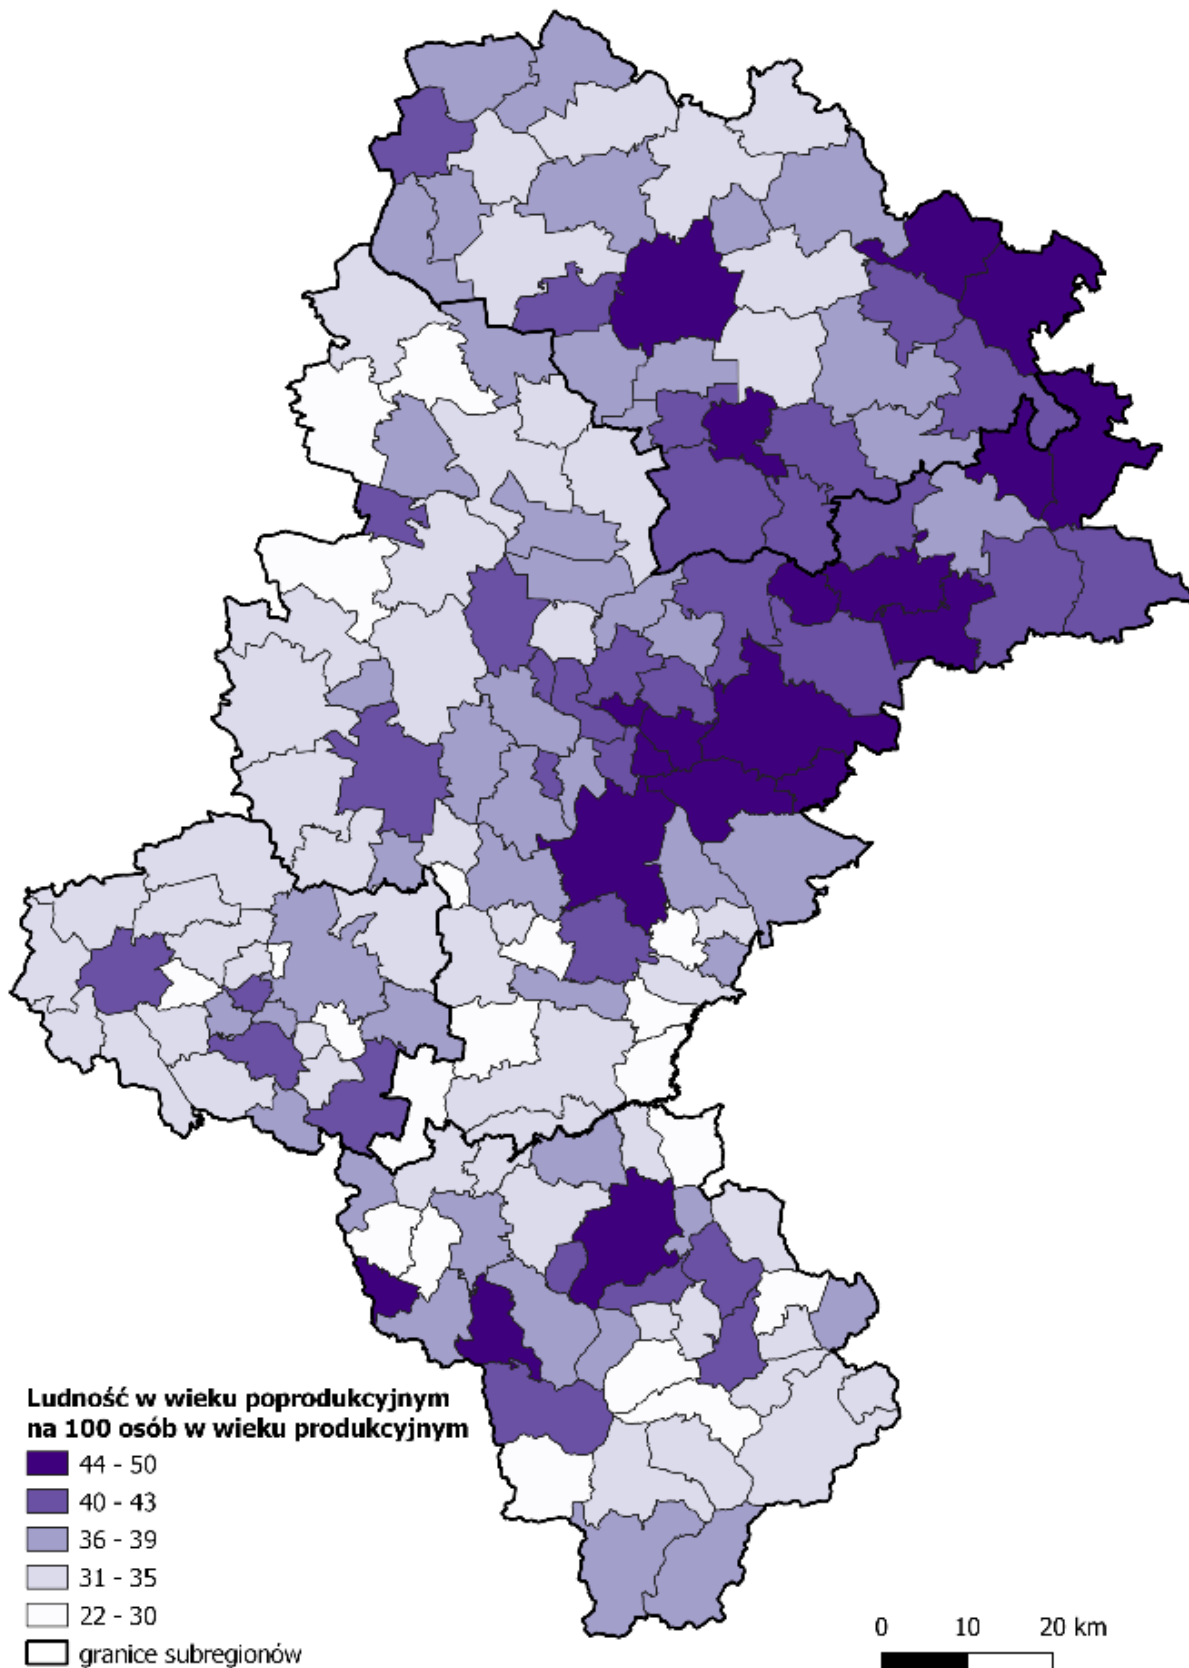 Ludność w wieku poprodukcyjnym
na 100 osób w wieku produkcyjnym
44 - 50
40 - 43
36 - 39
31 - 35
22 - 30
granice subregionów
0 10 20 km